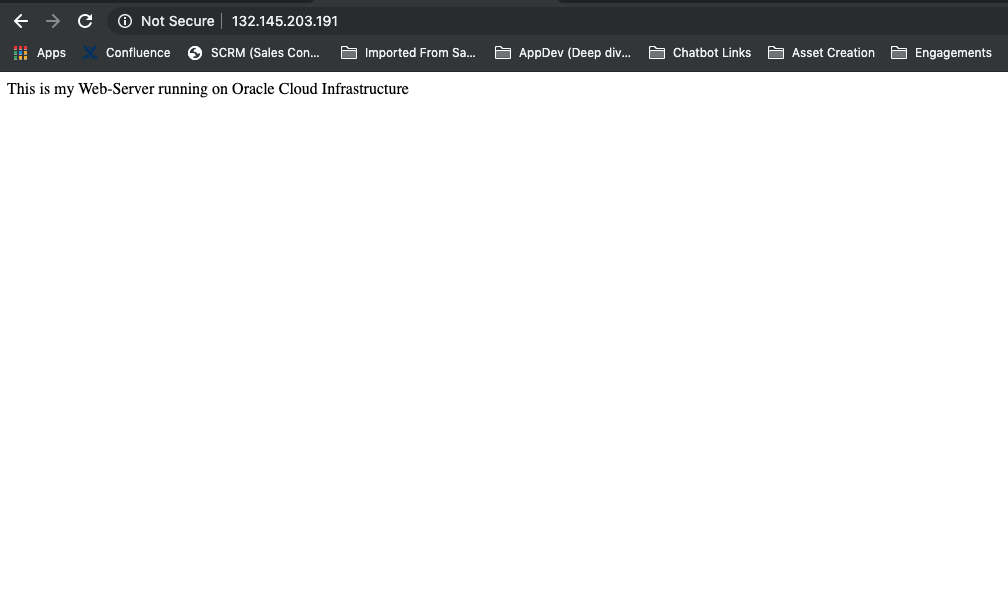 Not Secure 132.145.203.191
Apps Confluence SCRM (Sales Con... Imported From Sa... AppDev (Deep div... Chatbot Links Asset Creation Engagements
This is my Web-Server running on Oracle Cloud Infrastructure